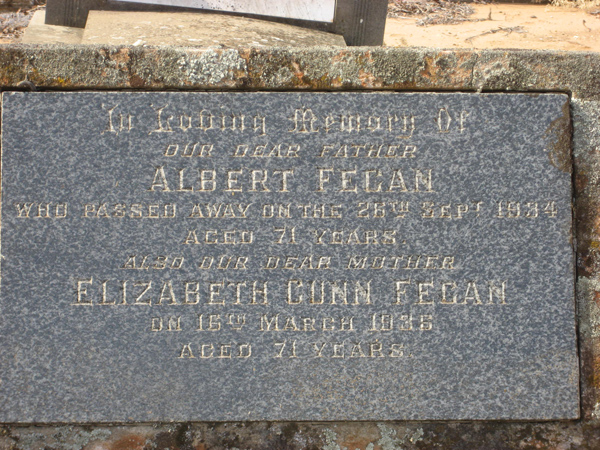 In Loving Memory Of
OUR DEAR FATHER
ALBERT FEGAN
WHO PASSED AWAY ON THE 26TH SEPT 1934
AGED 71 YEARS
ALSO OUR DEAR MOTHER
ELIZABETH GUNN FEGAN
ON 16TH MARCH 1936
AGED 71 YEARS.